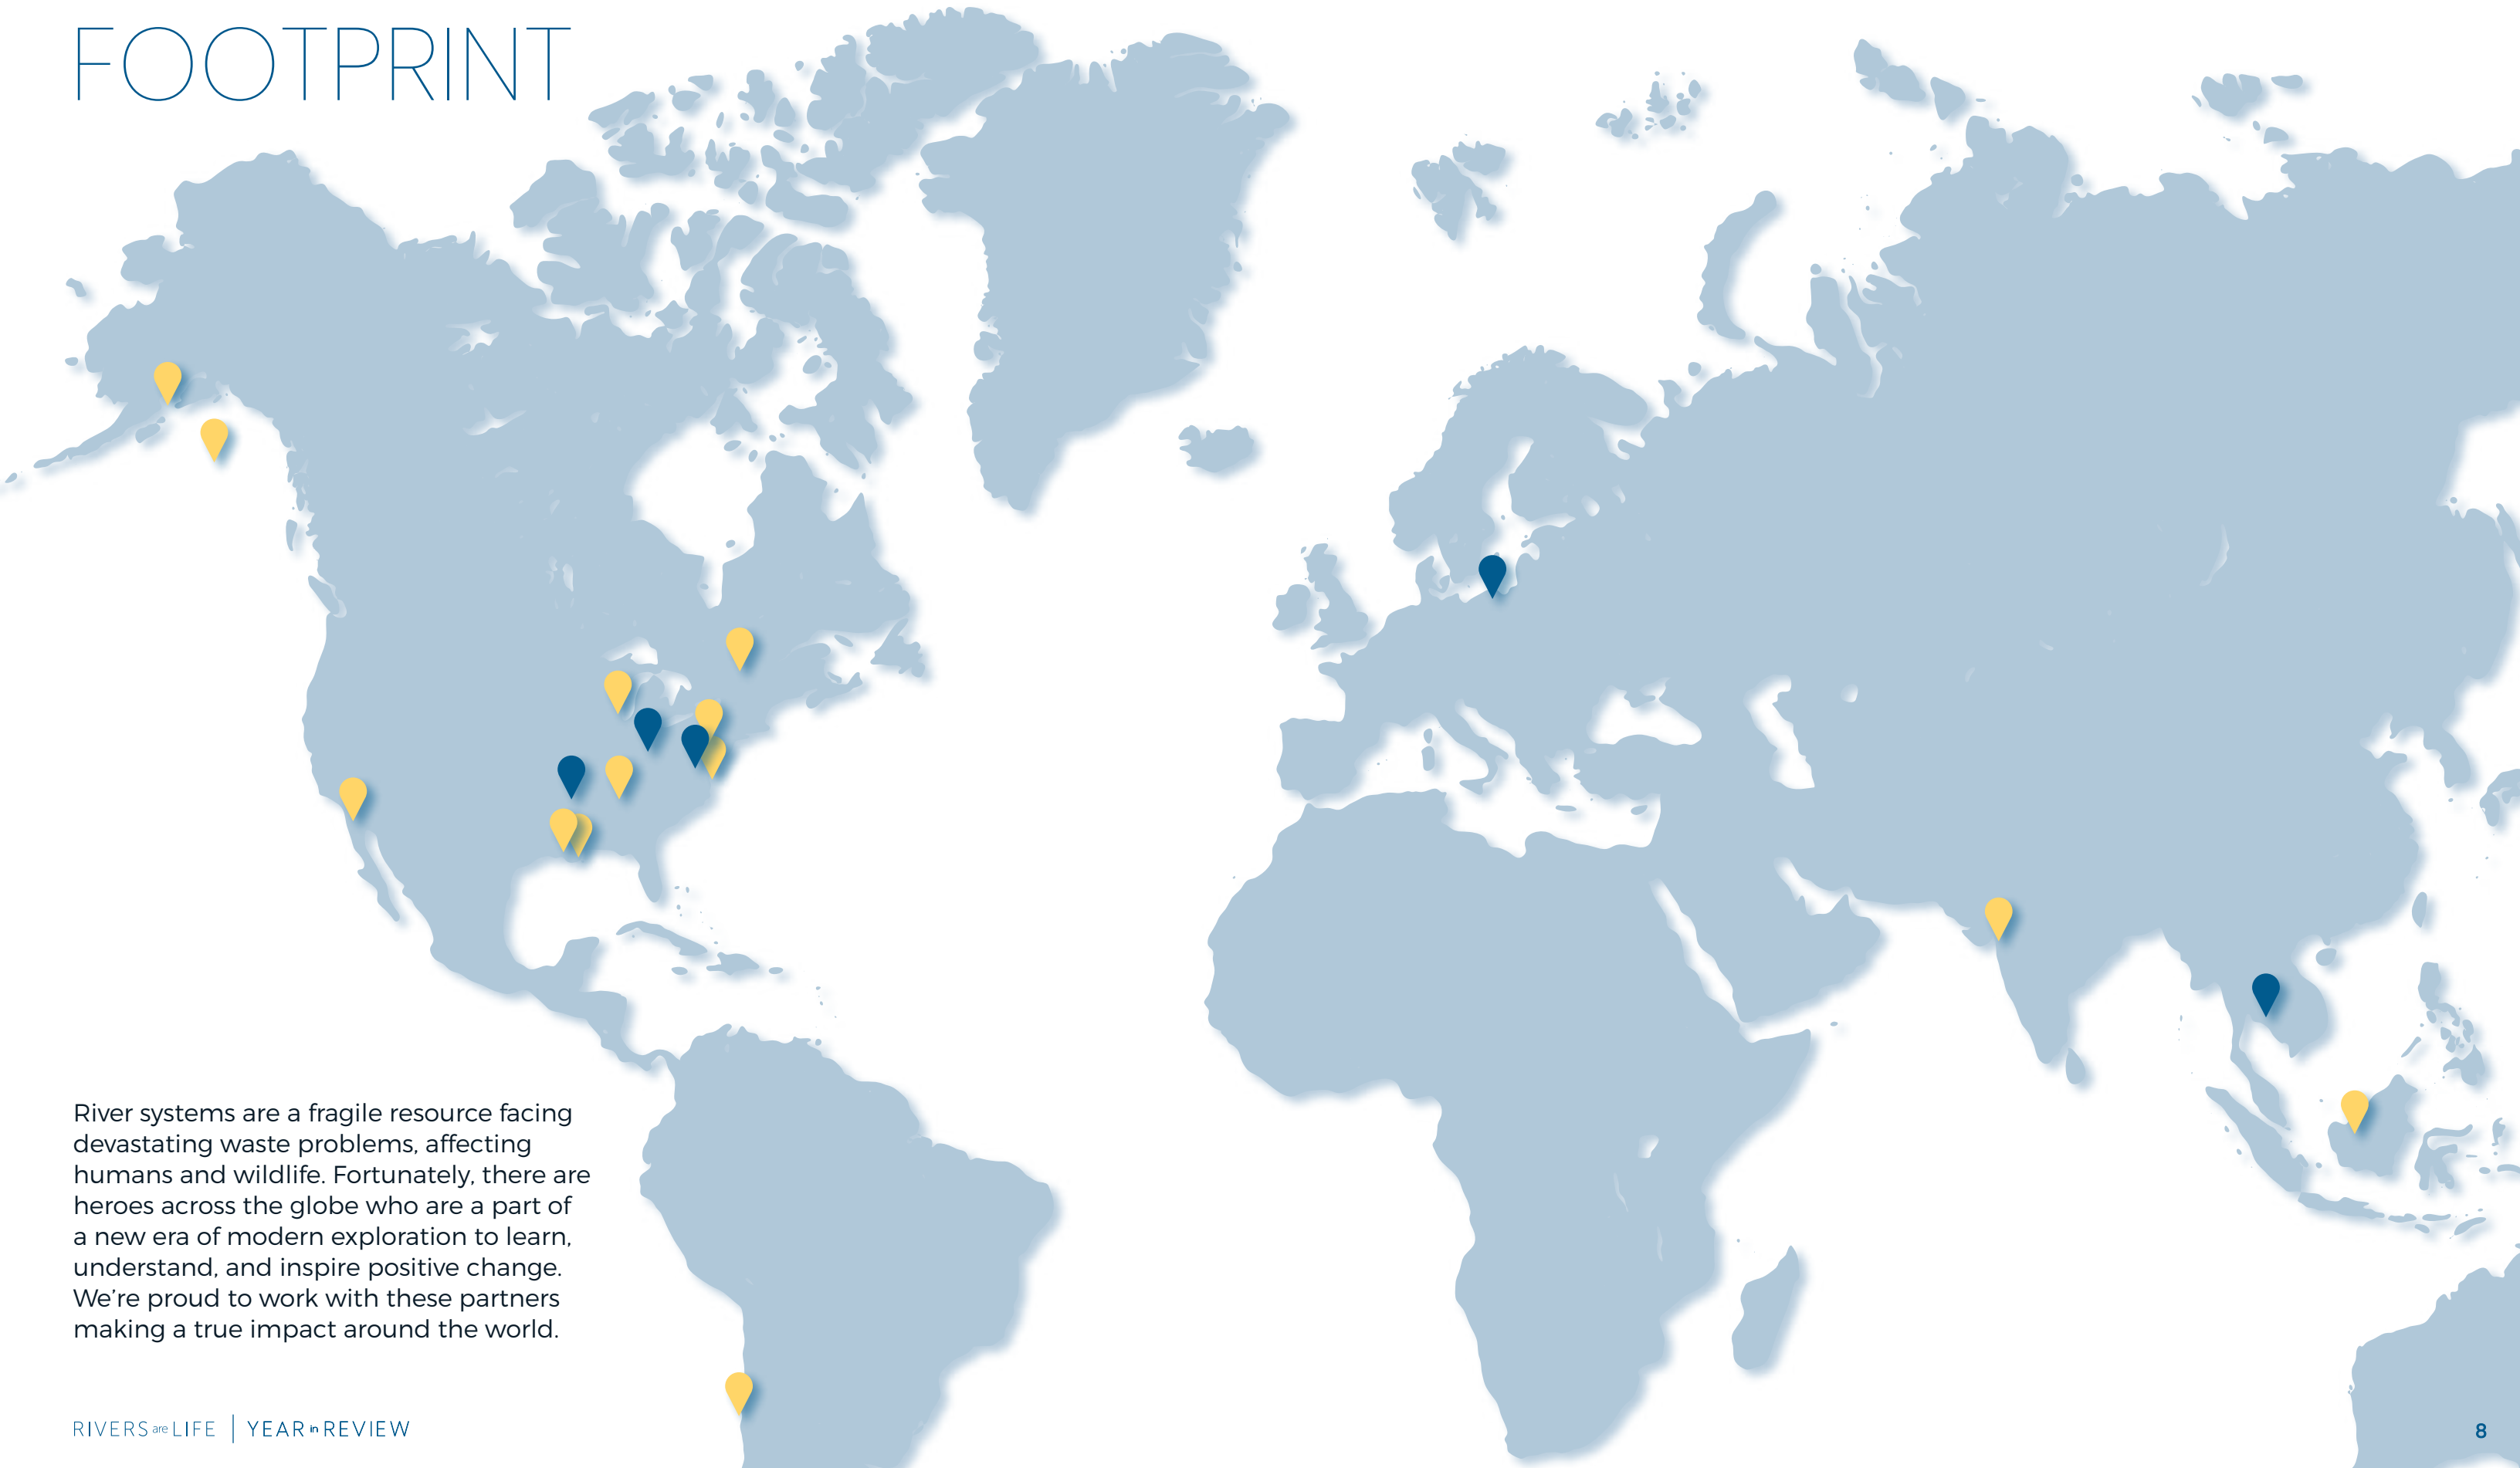 FOOTPRINT
River systems are a fragile resource facing
devastating waste problems, affecting
humans and wildlife. Fortunately, there are
heroes across the globe who are a part of
a new era of modern exploration to learn,
understand, and inspire positive change.
We’re proud to work with these partners
making a true impact around the world.
RIVERS are LIFE | YEAR in REVIEW
8